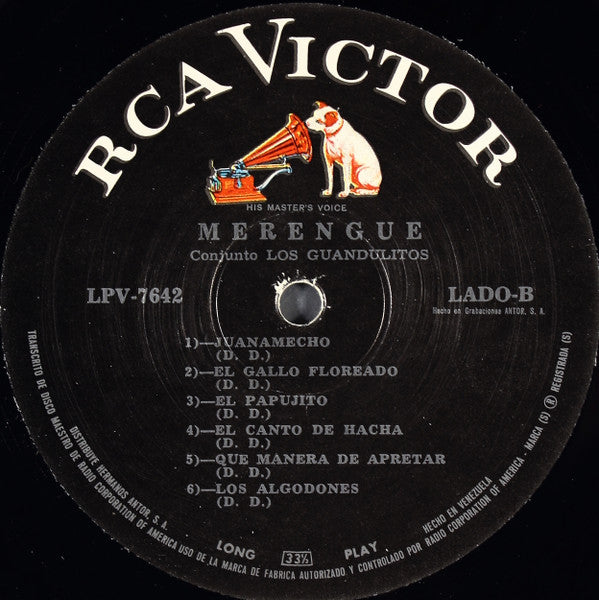 RCA VICTOR
HIS MASTER'S VOICE
MERENGUE
Conjunto LOS GUANDULITOS
LPV-7642
LADO-B
Hecho en Grabaciones ANTOR, S. A.
1)—JUANAMECHO
(D. D.)
2)—EL GALLO FLOREADO
(D. D.)
3)—EL PAPUJITO
(D. D.)
4)—EL CANTO DE HACHA
(D. D.)
5)—QUE MANERA DE APRETAR
(D. D.)
6)—LOS ALGODONES
(D. D.)
LONG 33⅓ PLAY
TRANSCRITO DE DISCO MAESTRO DE RADIO CORPORATION OF AMERICA USO DE LA MARCA DE FABRICA AUTORIZADO Y CONTROLADO POR RADIO CORPORATION OF AMERICA - MARCA (S) ® REGISTRADA (S)
DISTRIBUYE HERMANOS ANTOR, S. A.
HECHO EN VENEZUELA